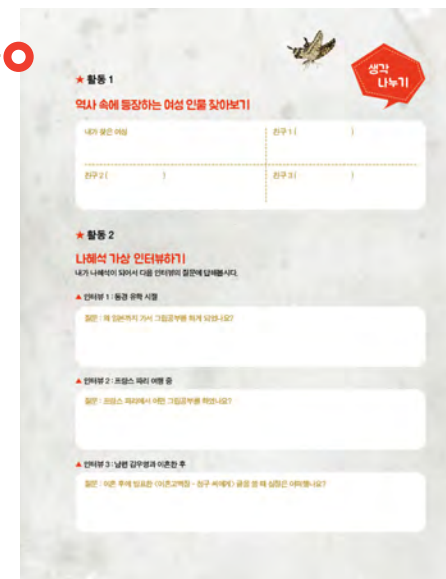 생각
나누기
★ 활동 1
역사 속에 등장하는 여성 인물 찾아보기
내가 찾은 여성
친구 1 ( )
친구 2 ( )
친구 3 ( )
★ 활동 2
나혜석 가상 인터뷰하기
내가 나혜석이 되어서 다음 인터뷰의 질문에 답해봅시다.
▲ 인터뷰 1 : 동경 유학 시절
질문 : 왜 일본까지 가서 그림공부를 하게 되었나요?
▲ 인터뷰 2 : 프랑스 파리 여행 중
질문 : 프랑스 파리에서 어떤 그림공부를 하였나요?
▲ 인터뷰 3 : 남편 김우영과 이혼한 후
질문 : 이혼 후에 발표한 <이혼고백장 - 청구 씨에게> 글을 쓸 때 심정은 어떠했나요?